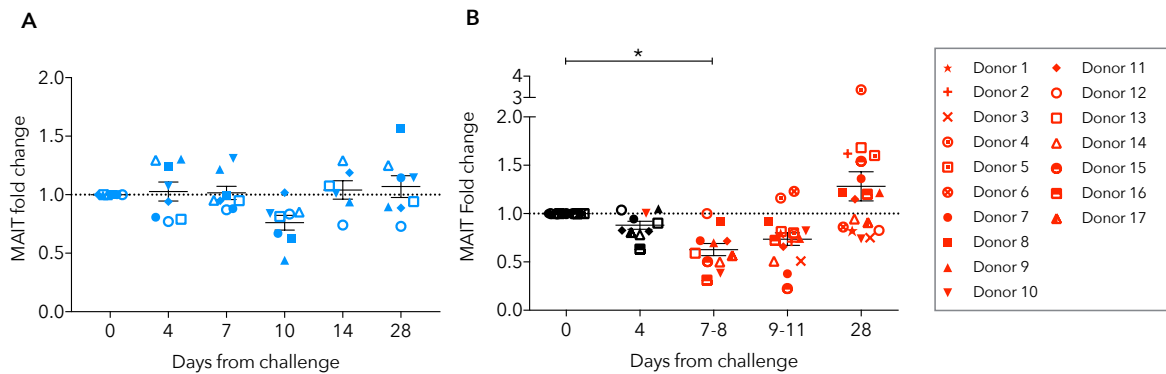 A
MAIT fold change
2.0
1.5
1.0
0.5
0.0
0 4 7 10 14 28
Days from challenge
B
*
MAIT Fold change
4
3
2.0
1.5
1.0
0.5
0.0
0 4 7-8 9-11 28
Days from challenge
Donor 1
Donor 2
Donor 3
Donor 4
Donor 5
Donor 6
Donor 7
Donor 8
Donor 9
Donor 10
Donor 11
Donor 12
Donor 13
Donor 14
Donor 15
Donor 16
Donor 17